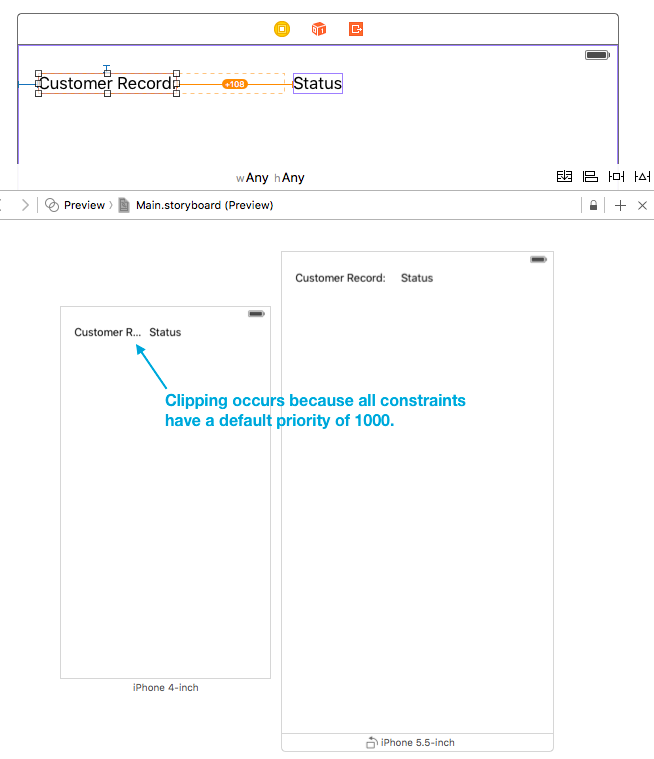 Customer Record:
+108
Status
wAny hAny
Preview
Main.storyboard (Preview)
Customer Record: Status
Customer R... Status
Clipping occurs because all constraints
have a default priority of 1000.
iPhone 4-inch
iPhone 5.5-inch